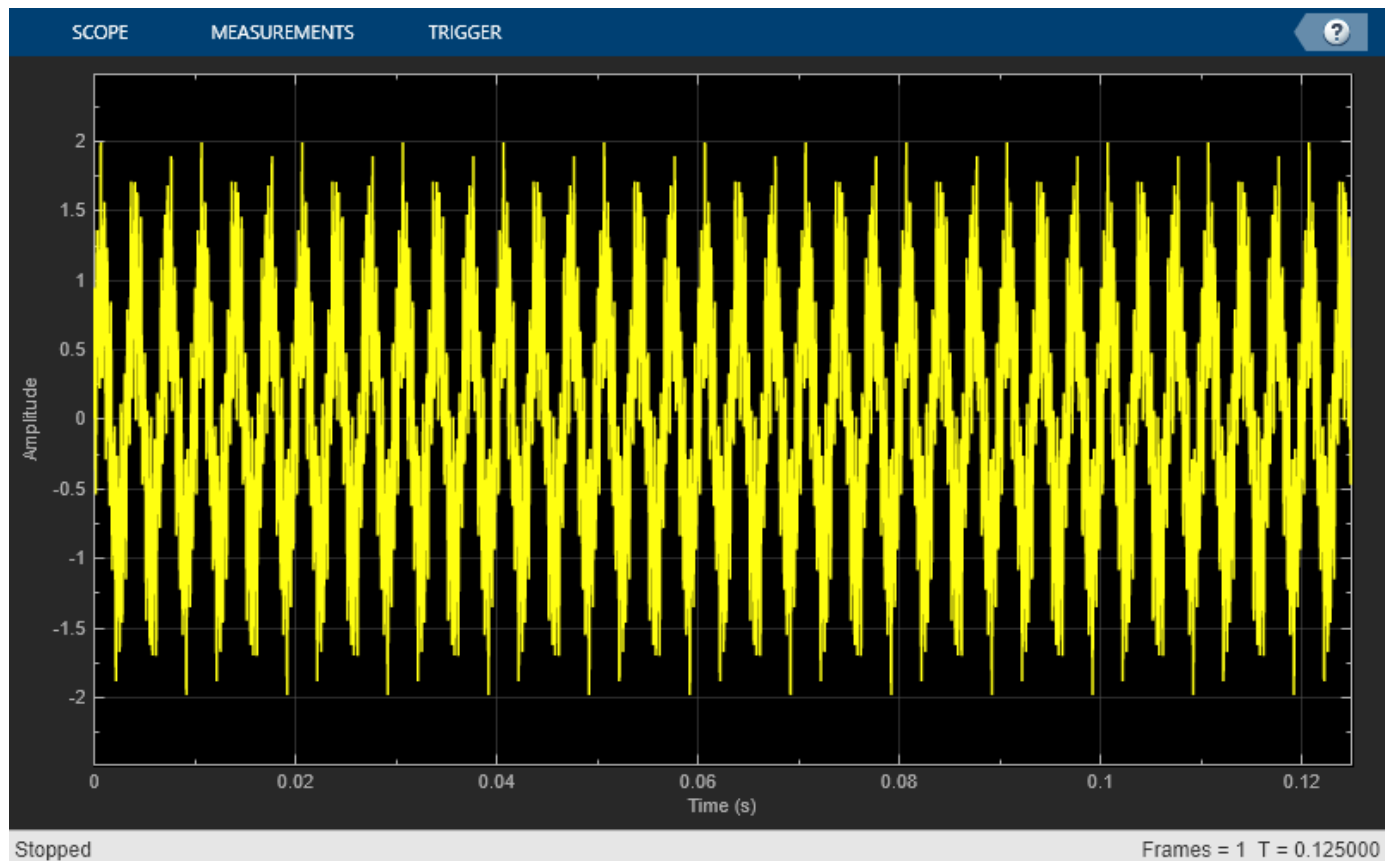 SCOPE MEASUREMENTS TRIGGER ?
2
1.5
1
0.5
0
-0.5
-1
-1.5
-2
Amplitude
0 0.02 0.04 0.06 0.08 0.1 0.12
Time (s)
Stopped Frames = 1 T = 0.125000